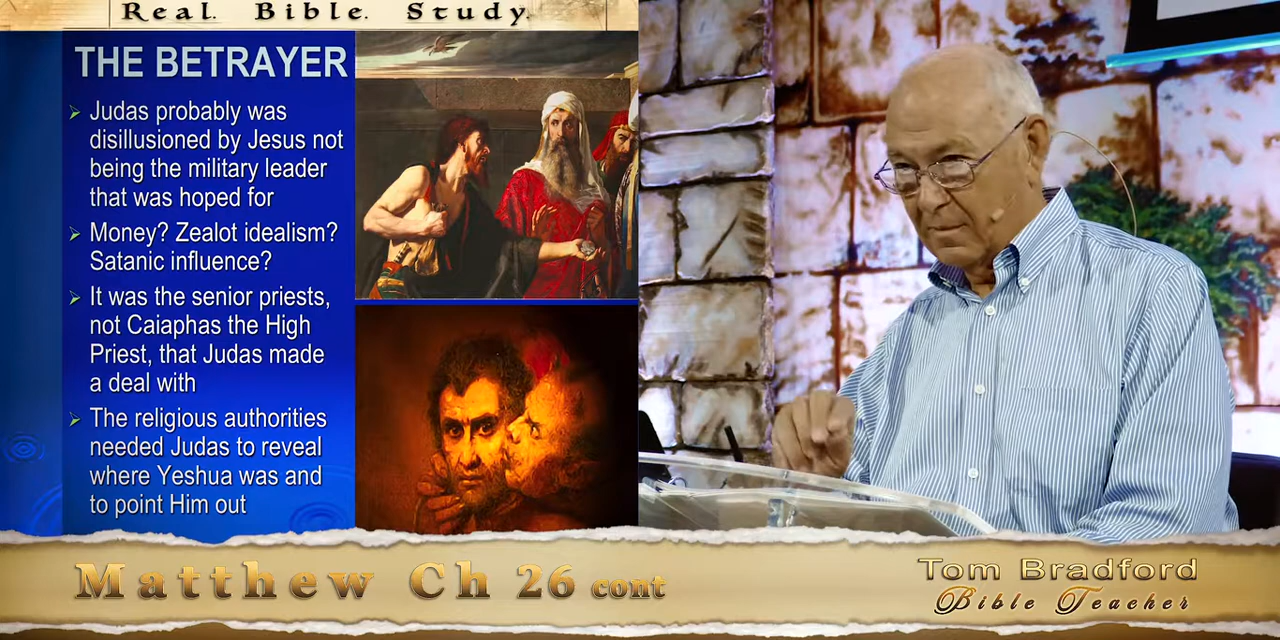 Real. Bible. Study.
THE BETRAYER
Judas probably was
disillusioned by Jesus not
being the military leader
that was hoped for
Money? Zealot idealism?
Satanic influence?
It was the senior priests,
not Caiaphas the High
Priest, that Judas made
a deal with
The religious authorities
needed Judas to reveal
where Yeshua was and
to point Him out
Matthew Ch 26 cont
Tom Bradford
Bible Teacher